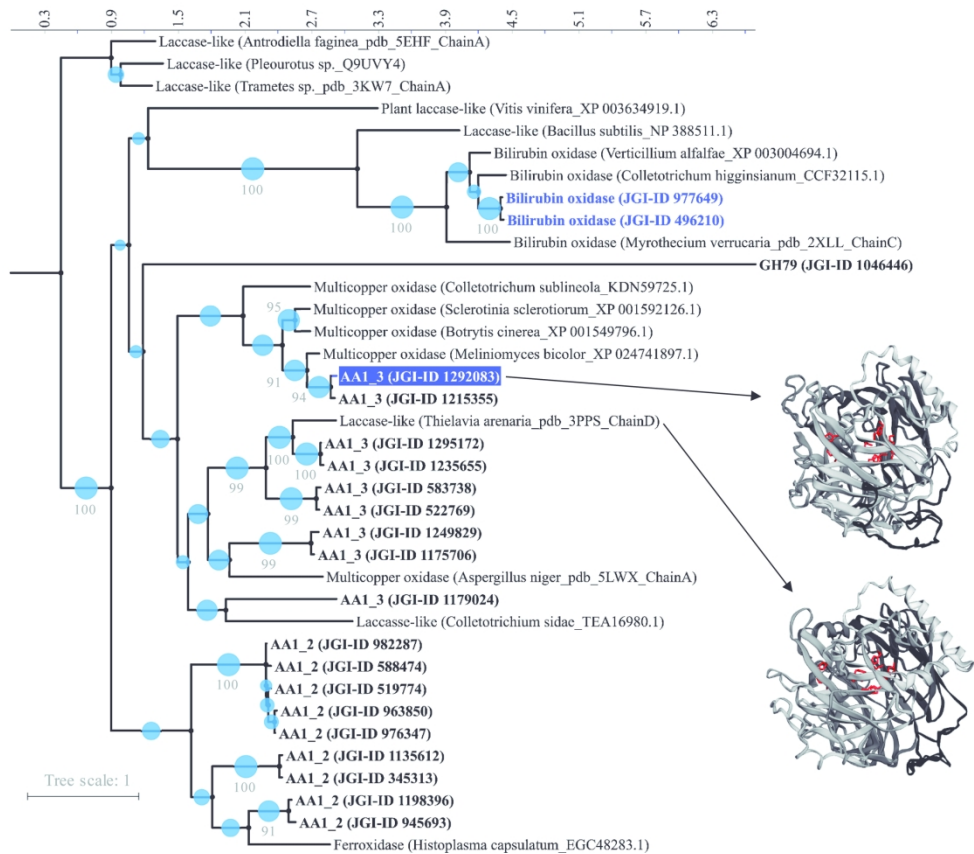 0.3 0.9 1.5 2.1 2.7 3.3 3.9 4.5 5.1 5.7 6.3
Laccase-like (Antrodiella faginea_pdb_5EHF_ChainA)
Laccase-like (Pleourotus sp._Q9UVY4)
Laccase-like (Trametes sp._pdb_3KW7_ChainA)
Plant laccase-like (Vitis vinifera_XP 003634919.1)
Laccase-like (Bacillus subtilis_NP 388511.1)
Bilirubin oxidase (Verticillium alfalfae_XP 003004694.1)
100
Bilirubin oxidase (Colletotrichum higginsianum_CCF32115.1)
Bilirubin oxidase (JGI-ID 977649)
100
100
Bilirubin oxidase (JGI-ID 496210)
Bilirubin oxidase (Myrothecium verrucaria_pdb_2XLL_ChainC)
GH79 (JGI-ID 1046446)
Multicopper oxidase (Colletotrichum sublincola_KDN59725.1)
95
Multicopper oxidase (Sclerotinia sclerotiorum_XP 001592126.1)
Multicopper oxidase (Botrytis cinerea_XP 001549796.1)
Multicopper oxidase (Meliniomyces bicolor_XP 024741897.1)
91
AA1_3 (JGI-ID 1292083)
94
AA1_3 (JGI-ID 1215355)
Laccase-like (Thielavia arenaria_pdb_3PPS_ChainD)
AA1_3 (JGI-ID 1295172)
100
AA1_3 (JGI-ID 1235655)
99
100
AA1_3 (JGI-ID 583738)
100
AA1_3 (JGI-ID 522769)
99
AA1_3 (JGI-ID 1249829)
AA1_3 (JGI-ID 1175706)
99
Multicopper oxidase (Aspergillus niger_pdb_5LWX_ChainA)
AA1_3 (JGI-ID 1179024)
Laccasse-like (Colletotrichium sidae_TEA16980.1)
AA1_2 (JGI-ID 982287)
AA1_2 (JGI-ID 588474)
100
AA1_2 (JGI-ID 519774)
AA1_2 (JGI-ID 963850)
AA1_2 (JGI-ID 976347)
AA1_2 (JGI-ID 1135612)
Tree scale: 1
AA1_2 (JGI-ID 345313)
100
AA1_2 (JGI-ID 1198396)
AA1_2 (JGI-ID 945693)
91
Ferroxidase (Histoplasma capsulatum_EGC48283.1)